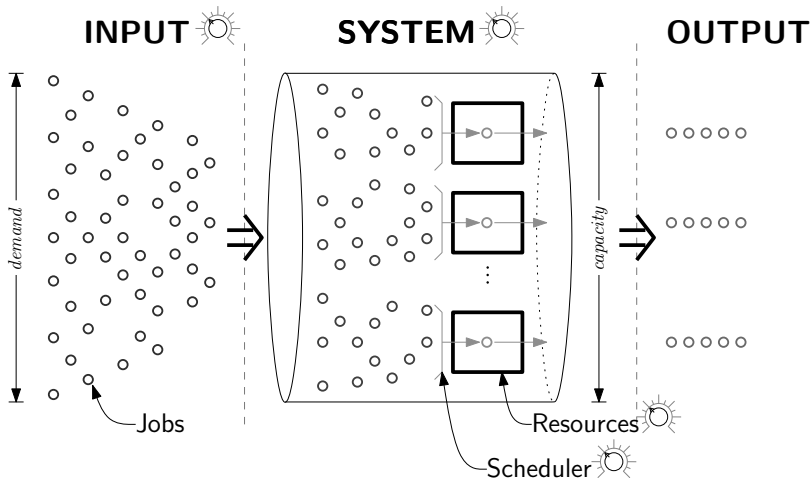 INPUT SYSTEM OUTPUT
demand
capacity
Jobs
Resources
Scheduler